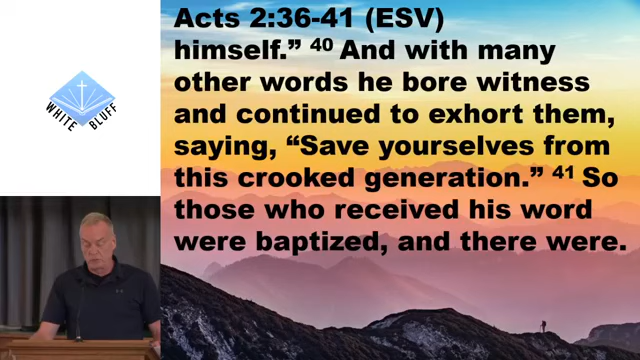 WHITE BLUFF
Acts 2:36-41 (ESV)
himself.” 40 And with many
other words he bore witness
and continued to exhort them,
saying, “Save yourselves from
this crooked generation.” 41 So
those who received his word
were baptized, and there were.